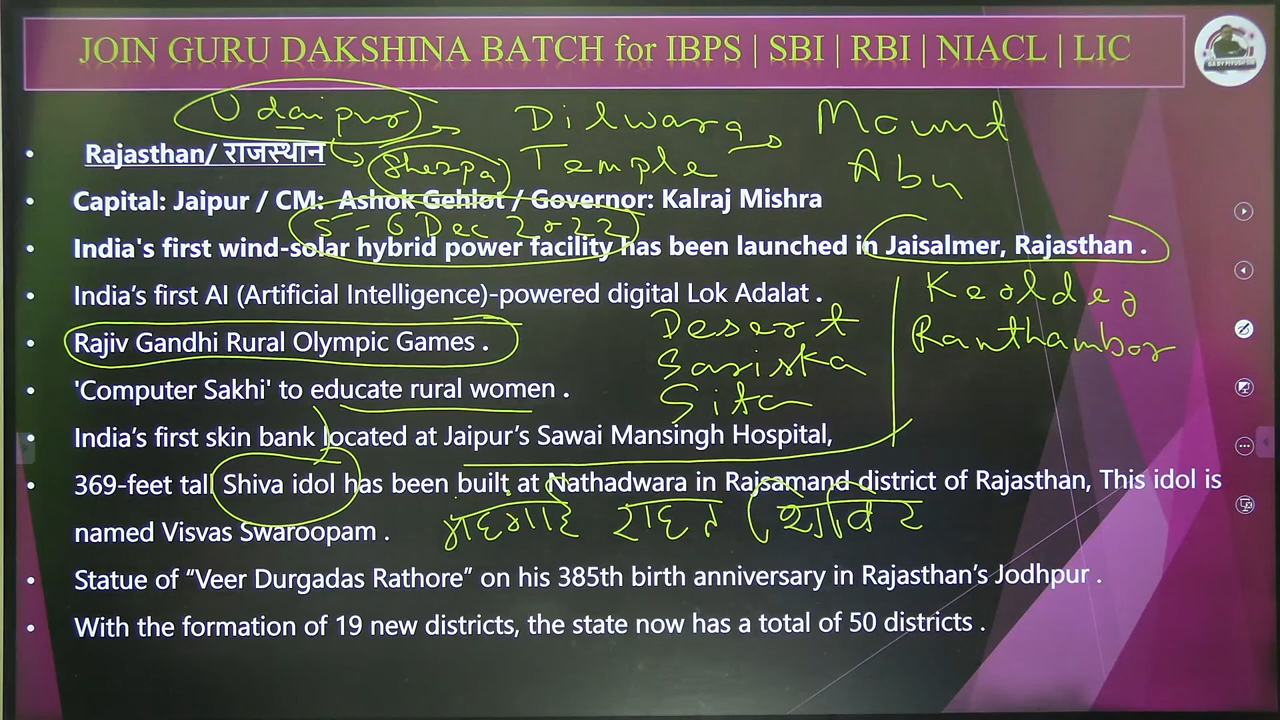 JOIN GURU DAKSHINA BATCH for IBPS | SBI | RBI | NIACL | LIC
Udaipur Dilwara Mount
• Rajasthan/ राजस्थान Sherpa Temple Abu
• Capital: Jaipur / CM: Ashok Gehlot / Governor: Kalraj Mishra
5-6 Dec 2022
• India's first wind-solar hybrid power facility has been launched in Jaisalmer, Rajasthan .
• India's first AI (Artificial Intelligence)-powered digital Lok Adalat . Keoldeo
Desert Ranthambor
• Rajiv Gandhi Rural Olympic Games .
Sariska
• 'Computer Sakhi' to educate rural women . Sita
• India's first skin bank located at Jaipur's Sawai Mansingh Hospital,
• 369-feet tall Shiva idol has been built at Nathadwara in Rajsamand district of Rajasthan, This idol is
named Visvas Swaroopam . महंगाई राहत शिविर
• Statue of “Veer Durgadas Rathore” on his 385th birth anniversary in Rajasthan's Jodhpur .
• With the formation of 19 new districts, the state now has a total of 50 districts .